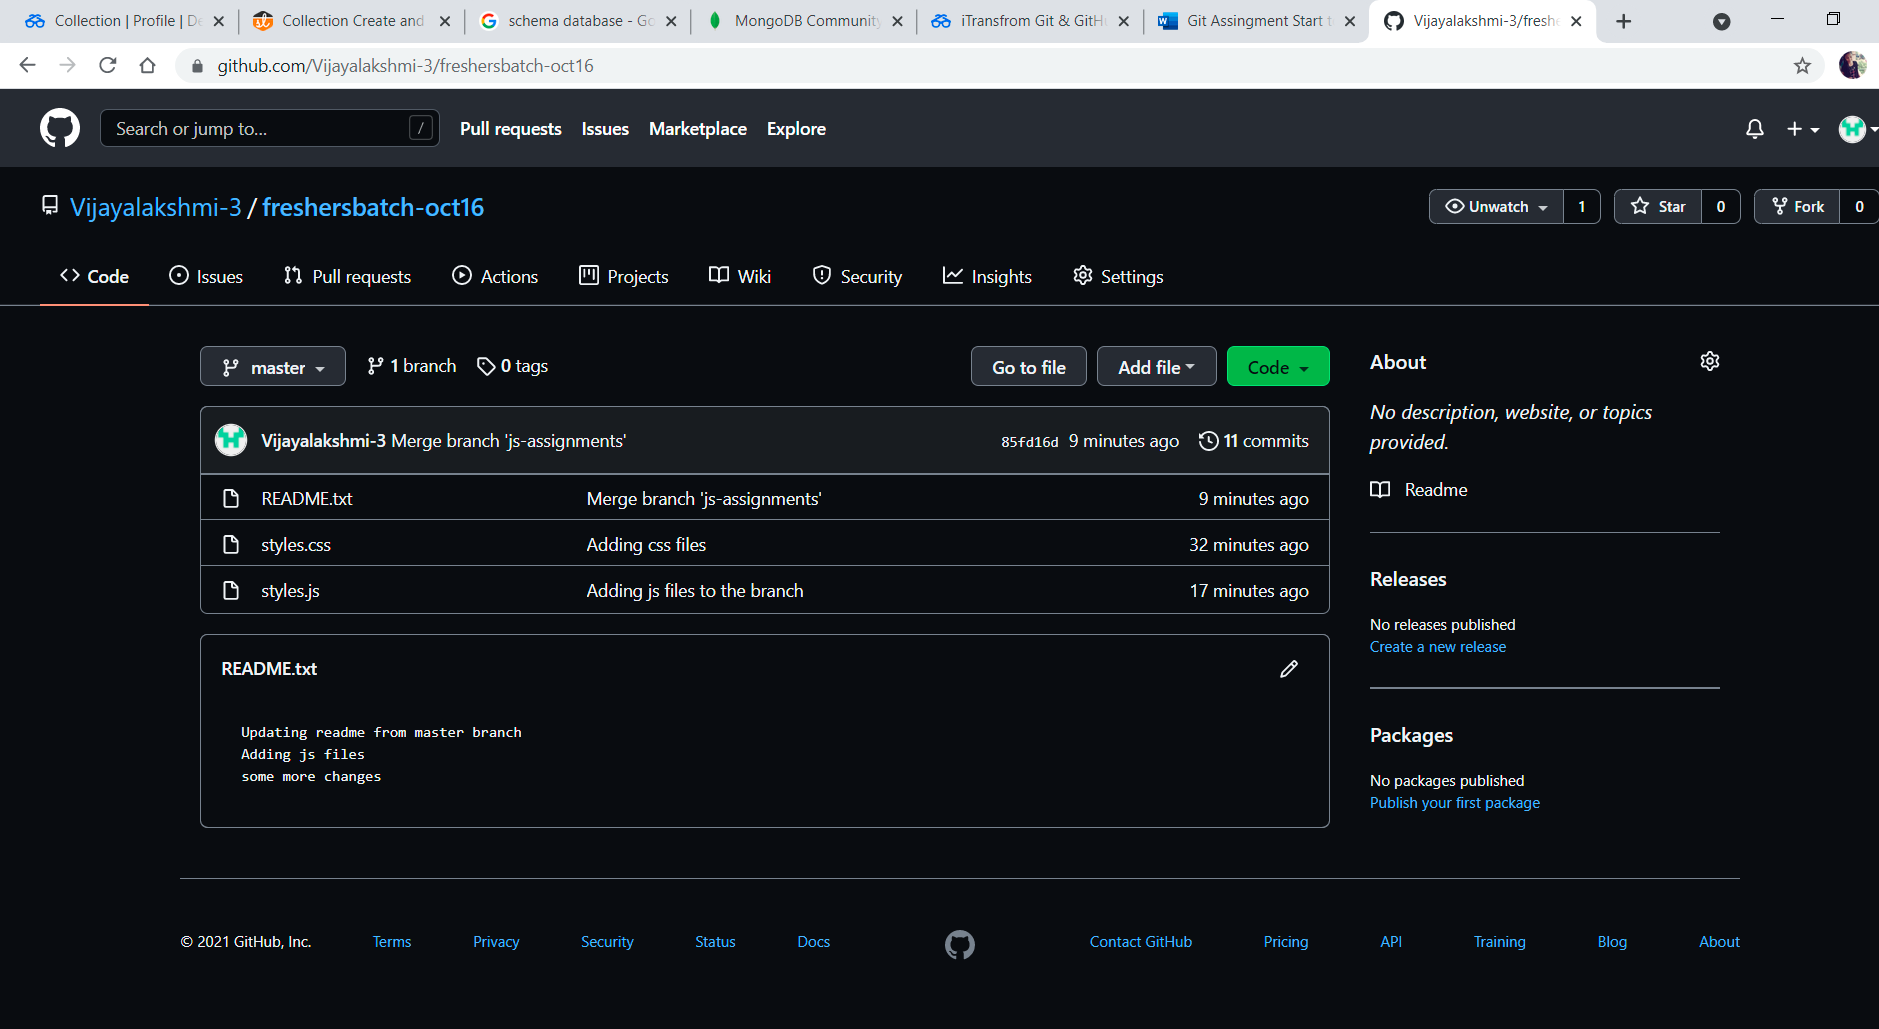 Collection | Profile | De
Collection Create and
schema database - Go
MongoDB Community
iTransfrom Git & GitH
Git Assingment Start t
Vijayalakshmi-3/freshe
github.com/Vijayalakshmi-3/freshersbatch-oct16
Search or jump to... /
Pull requests Issues Marketplace Explore
Vijayalakshmi-3 / freshersbatch-oct16
Unwatch 1 Star 0 Fork 0
Code Issues Pull requests Actions Projects Wiki Security Insights Settings
master 1 branch 0 tags Go to file Add file Code
Vijayalakshmi-3 Merge branch 'js-assignments' 85fd16d 9 minutes ago 11 commits
README.txt Merge branch 'js-assignments' 9 minutes ago
styles.css Adding css files 32 minutes ago
styles.js Adding js files to the branch 17 minutes ago
README.txt
Updating readme from master branch
Adding js files
some more changes
About
No description, website, or topics
provided.
Readme
Releases
No releases published
Create a new release
Packages
No packages published
Publish your first package
© 2021 GitHub, Inc. Terms Privacy Security Status Docs Contact GitHub Pricing API Training Blog About